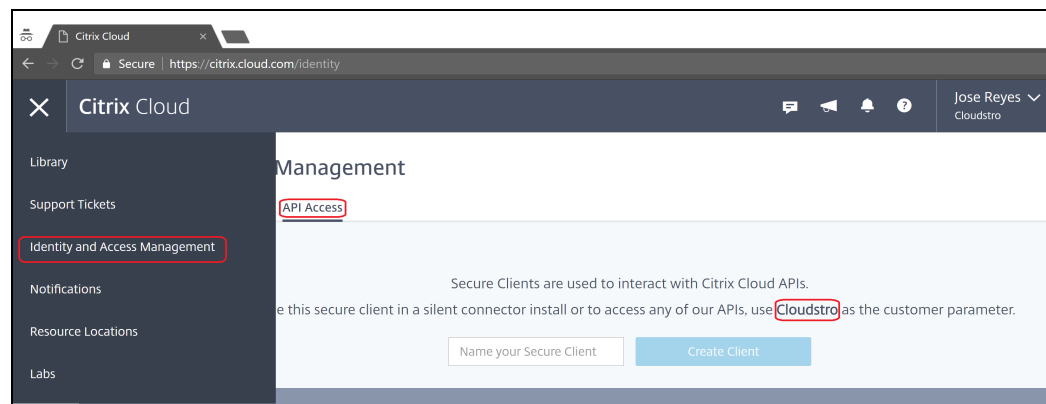 Citrix Cloud
Secure | https://citrix.cloud.com/identity
Citrix Cloud
Jose Reyes
Cloudstro
Library
Management
Support Tickets
API Access
Identity and Access Management
Secure Clients are used to interact with Citrix Cloud APIs.
Notifications
e this secure client in a silent connector install or to access any of our APIs, use Cloudstro as the customer parameter.
Resource Locations
Name your Secure Client
Create Client
Labs